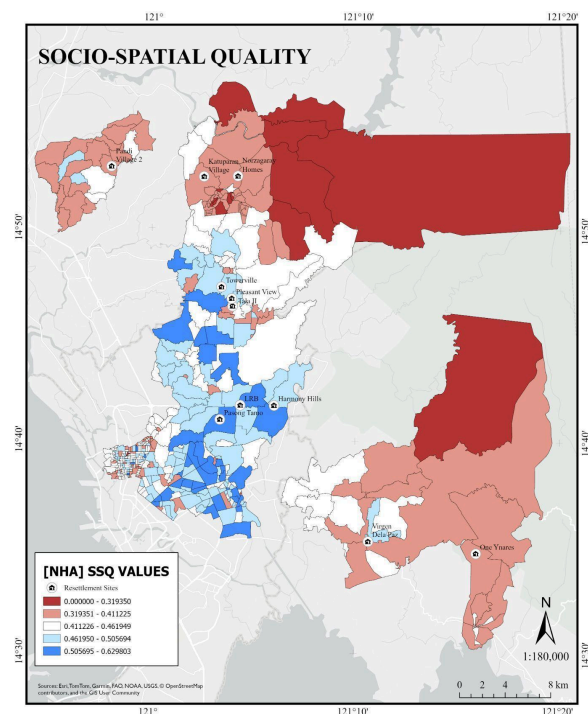 121°
121°10'
121°20'
SOCIO-SPATIAL QUALITY
Pandi
Village 2
Katuparan
Village
Norzagaray
Homes
14°50'
14°50'
Towerville
Pleasant View
Tala II
LRB
Harmony Hills
Pasong Tamo
14°40'
14°40'
Virgen
Dela Paz
One Ynares
[NHA] SSQ VALUES
Resettlement Sites
0.000000 - 0.319350
0.319351 - 0.411225
0.411226 - 0.461949
0.461950 - 0.505694
0.505695 - 0.629803
N
1:180,000
14°30'
14°30'
0 2 4 8 km
Sources: Esri, TomTom, Garmin, FAO, NOAA, USGS, © OpenStreetMap
contributors, and the GIS User Community
121°
121°10'
121°20'